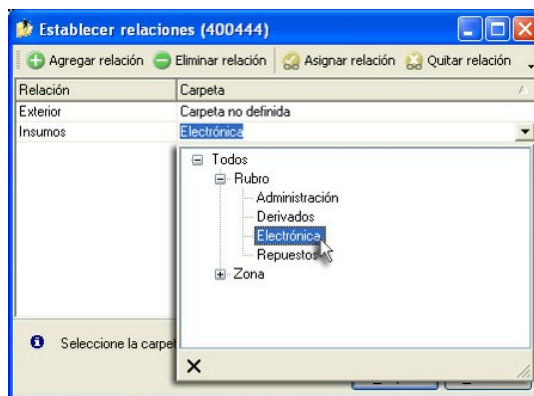 Establecer relaciones (400444)
Agregar relación Eliminar relación Asignar relación Quitar relación
Relación Carpeta
Exterior Carpeta no definida
Insumos Electrónica
Todos
Rubro
Administración
Derivados
Electrónica
Repuestos
Zona
Seleccione la